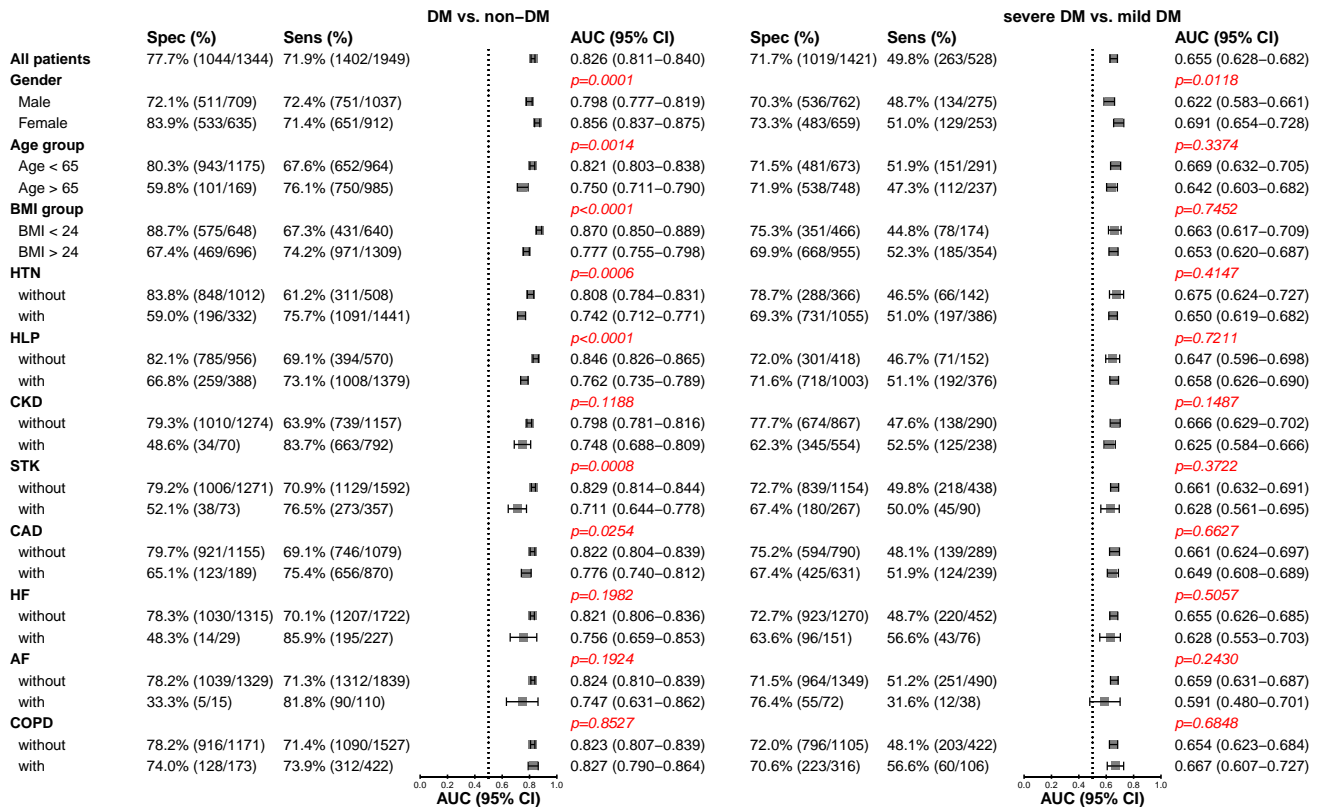 DM vs. non−DM severe DM vs. mild DM
Spec (%) Sens (%) AUC (95% CI) Spec (%) Sens (%) AUC (95% CI)
All patients 77.7% (1044/1344) 71.9% (1402/1949) 0.826 (0.811−0.840) 71.7% (1019/1421) 49.8% (263/528) 0.655 (0.628−0.682)
Gender p=0.0001 p=0.0118
Male 72.1% (511/709) 72.4% (751/1037) 0.798 (0.777−0.819) 70.3% (536/762) 48.7% (134/275) 0.622 (0.583−0.661)
Female 83.9% (533/635) 71.4% (651/912) 0.856 (0.837−0.875) 73.3% (483/659) 51.0% (129/253) 0.691 (0.654−0.728)
Age group p=0.0014 p=0.3374
Age < 65 80.3% (943/1175) 67.6% (652/964) 0.821 (0.803−0.838) 71.5% (481/673) 51.9% (151/291) 0.669 (0.632−0.705)
Age > 65 59.8% (101/169) 76.1% (750/985) 0.750 (0.711−0.790) 71.9% (538/748) 47.3% (112/237) 0.642 (0.603−0.682)
BMI group p<0.0001 p=0.7452
BMI < 24 88.7% (575/648) 67.3% (431/640) 0.870 (0.850−0.889) 75.3% (351/466) 44.8% (78/174) 0.663 (0.617−0.709)
BMI > 24 67.4% (469/696) 74.2% (971/1309) 0.777 (0.755−0.798) 69.9% (668/955) 52.3% (185/354) 0.653 (0.620−0.687)
HTN p=0.0006 p=0.4147
without 83.8% (848/1012) 61.2% (311/508) 0.808 (0.784−0.831) 78.7% (288/366) 46.5% (66/142) 0.675 (0.624−0.727)
with 59.0% (196/332) 75.7% (1091/1441) 0.742 (0.712−0.771) 69.3% (731/1055) 51.0% (197/386) 0.650 (0.619−0.682)
HLP p<0.0001 p=0.7211
without 82.1% (785/956) 69.1% (394/570) 0.846 (0.826−0.865) 72.0% (301/418) 46.7% (71/152) 0.647 (0.596−0.698)
with 66.8% (259/388) 73.1% (1008/1379) 0.762 (0.735−0.789) 71.6% (718/1003) 51.1% (192/376) 0.658 (0.626−0.690)
CKD p=0.1188 p=0.1487
without 79.3% (1010/1274) 63.9% (739/1157) 0.798 (0.781−0.816) 77.7% (674/867) 47.6% (138/290) 0.666 (0.629−0.702)
with 48.6% (34/70) 83.7% (663/792) 0.748 (0.688−0.809) 62.3% (345/554) 52.5% (125/238) 0.625 (0.584−0.666)
STK p=0.0008 p=0.3722
without 79.2% (1006/1271) 70.9% (1129/1592) 0.829 (0.814−0.844) 72.7% (839/1154) 49.8% (218/438) 0.661 (0.632−0.691)
with 52.1% (38/73) 76.5% (273/357) 0.711 (0.644−0.778) 67.4% (180/267) 50.0% (45/90) 0.628 (0.561−0.695)
CAD p=0.0254 p=0.6627
without 79.7% (921/1155) 69.1% (746/1079) 0.822 (0.804−0.839) 75.2% (594/790) 48.1% (139/289) 0.661 (0.624−0.697)
with 65.1% (123/189) 75.4% (656/870) 0.776 (0.740−0.812) 67.4% (425/631) 51.9% (124/239) 0.649 (0.608−0.689)
HF p=0.1982 p=0.5057
without 78.3% (1030/1315) 70.1% (1207/1722) 0.821 (0.806−0.836) 72.7% (923/1270) 48.7% (220/452) 0.655 (0.626−0.685)
with 48.3% (14/29) 85.9% (195/227) 0.756 (0.659−0.853) 63.6% (96/151) 56.6% (43/76) 0.628 (0.553−0.703)
AF p=0.1924 p=0.2430
without 78.2% (1039/1329) 71.3% (1312/1839) 0.824 (0.810−0.839) 71.5% (964/1349) 51.2% (251/490) 0.659 (0.631−0.687)
with 33.3% (5/15) 81.8% (90/110) 0.747 (0.631−0.862) 76.4% (55/72) 31.6% (12/38) 0.591 (0.480−0.701)
COPD p=0.8527 p=0.6848
without 78.2% (916/1171) 71.4% (1090/1527) 0.823 (0.807−0.839) 72.0% (796/1105) 48.1% (203/422) 0.654 (0.623−0.684)
with 74.0% (128/173) 73.9% (312/422) 0.827 (0.790−0.864) 70.6% (223/316) 56.6% (60/106) 0.667 (0.607−0.727)
0.0 0.2 0.4 0.6 0.8 1.0 0.0 0.2 0.4 0.6 0.8 1.0
AUC (95% CI) AUC (95% CI)